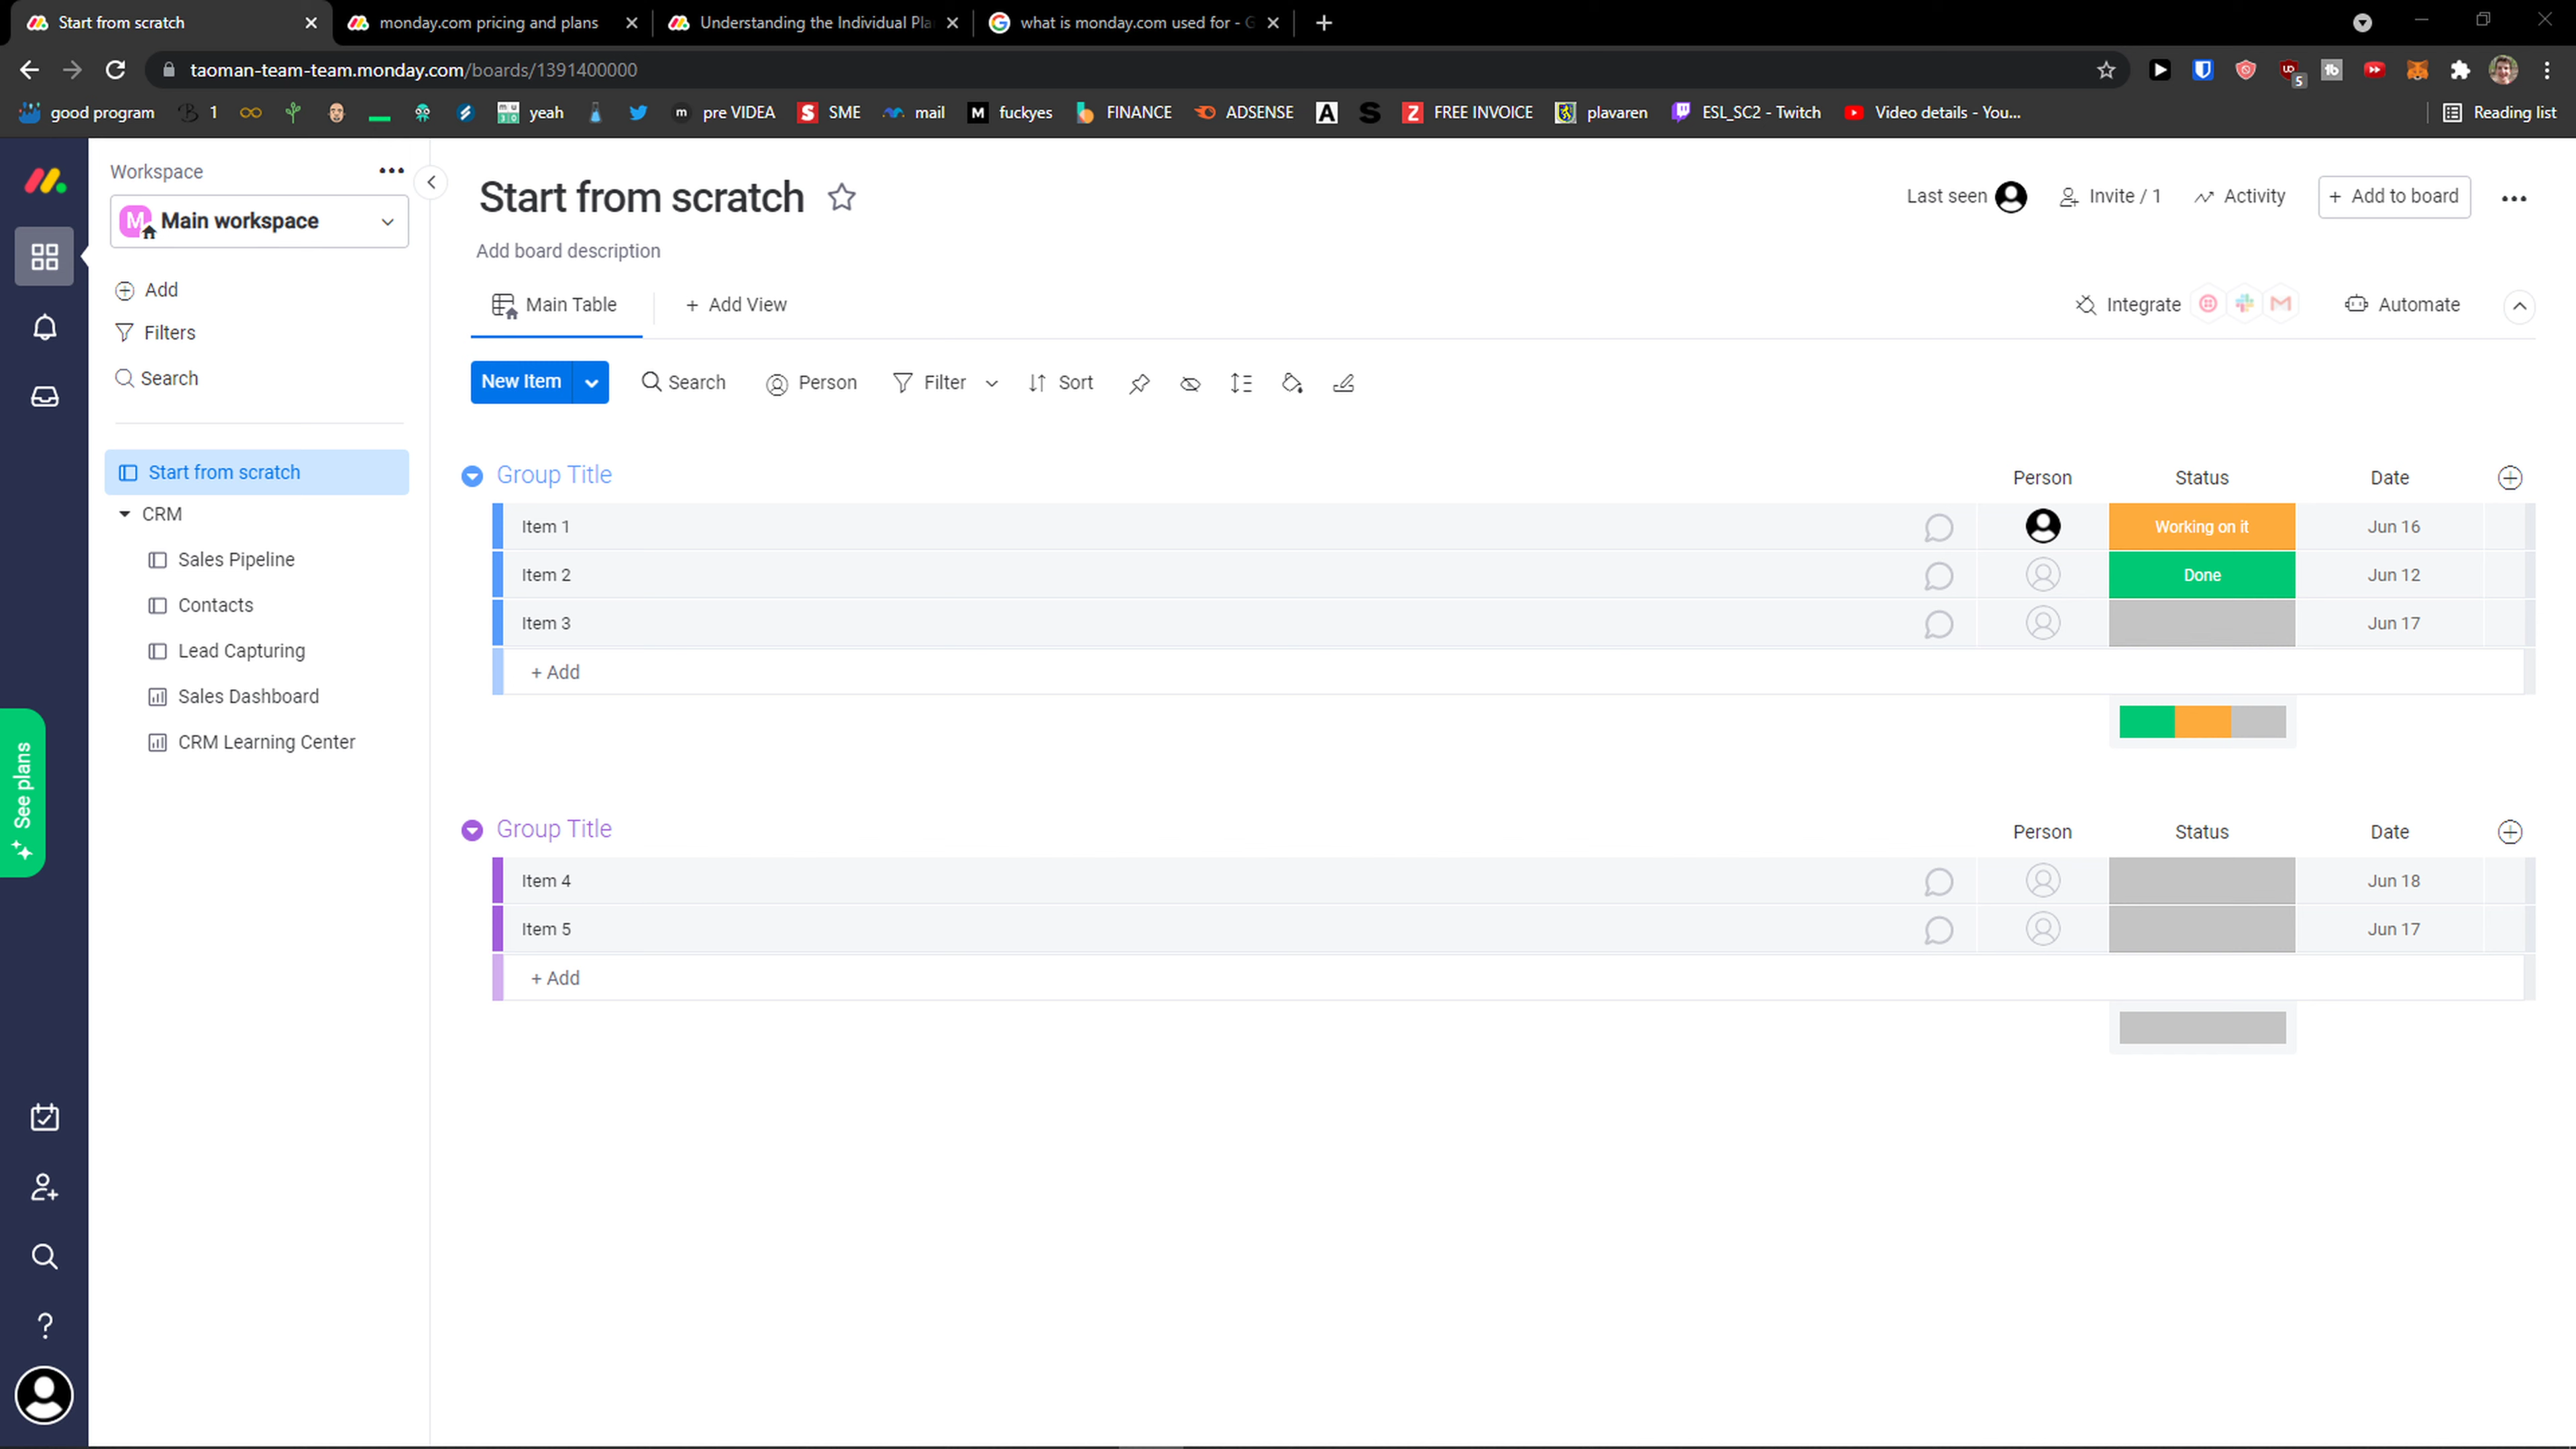 Start from scratch
monday.com pricing and plans
Understanding the Individual Pla
what is monday.com used for - G
taoman-team-team.monday.com/boards/1391400000
5
good program
1
yeah
pre VIDEA
SME
mail
fuckyes
FINANCE
ADSENSE
FREE INVOICE
plavaren
ESL_SC2 - Twitch
Video details - You...
Reading list
Workspace
M
Main workspace
Add
Filters
Search
Start from scratch
CRM
Sales Pipeline
Contacts
Lead Capturing
Sales Dashboard
CRM Learning Center
See plans
Start from scratch
Last seen
Invite / 1
Activity
+ Add to board
Add board description
Main Table
+ Add View
Integrate
Automate
New Item
Search
Person
Filter
Sort
Group Title
Person
Status
Date
Item 1
Working on it
Jun 16
Item 2
Done
Jun 12
Item 3
Jun 17
+ Add
Group Title
Person
Status
Date
Item 4
Jun 18
Item 5
Jun 17
+ Add